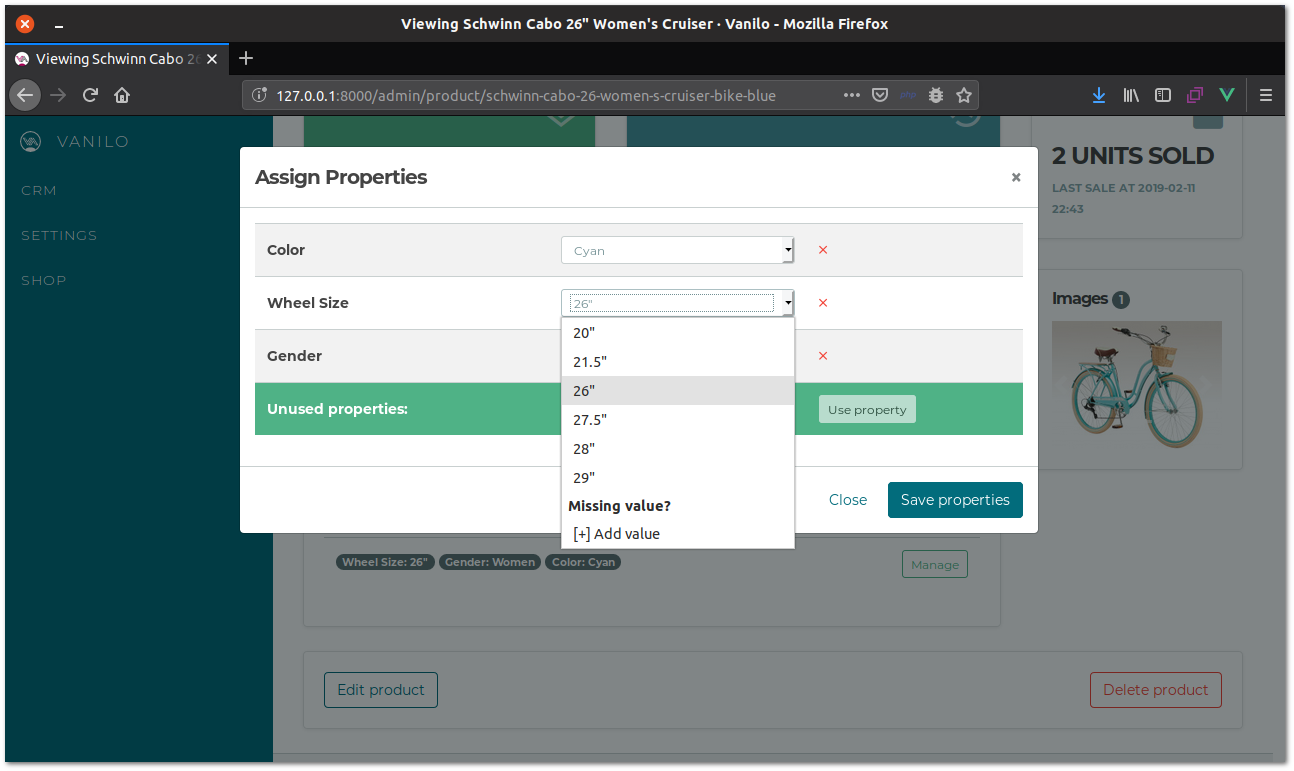 Viewing Schwinn Cabo 26" Women's Cruiser · Vanilo - Mozilla Firefox
Viewing Schwinn Cabo 26
127.0.0.1:8000/admin/product/schwinn-cabo-26-women-s-cruiser-bike-blue
VANILO
CRM
SETTINGS
SHOP
Assign Properties
×
Color
Cyan
Wheel Size
26"
20"
21.5"
26"
27.5"
28"
29"
Missing value?
[+] Add value
Gender
Unused properties:
Use property
Close
Save properties
2 UNITS SOLD
LAST SALE AT 2019-02-11
22:43
Images 1
Wheel Size: 26" Gender: Women Color: Cyan
Manage
Edit product
Delete product